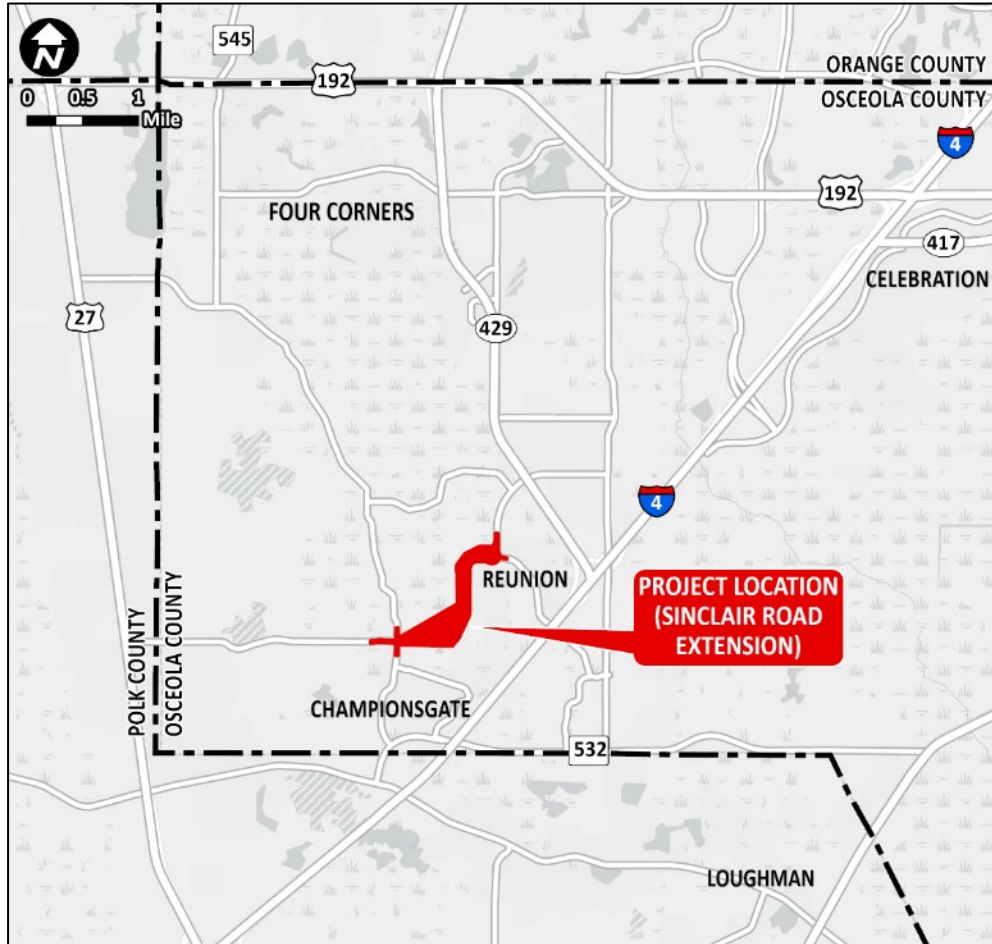 N
545
192
ORANGE COUNTY
OSCEOLA COUNTY
0 0.5 1
Mile
4
192
FOUR CORNERS
417
CELEBRATION
27
429
4
REUNION
PROJECT LOCATION
(SINCLAIR ROAD
EXTENSION)
POLK COUNTY
OSCEOLA COUNTY
CHAMPIONSGATE
532
LOUGHMAN